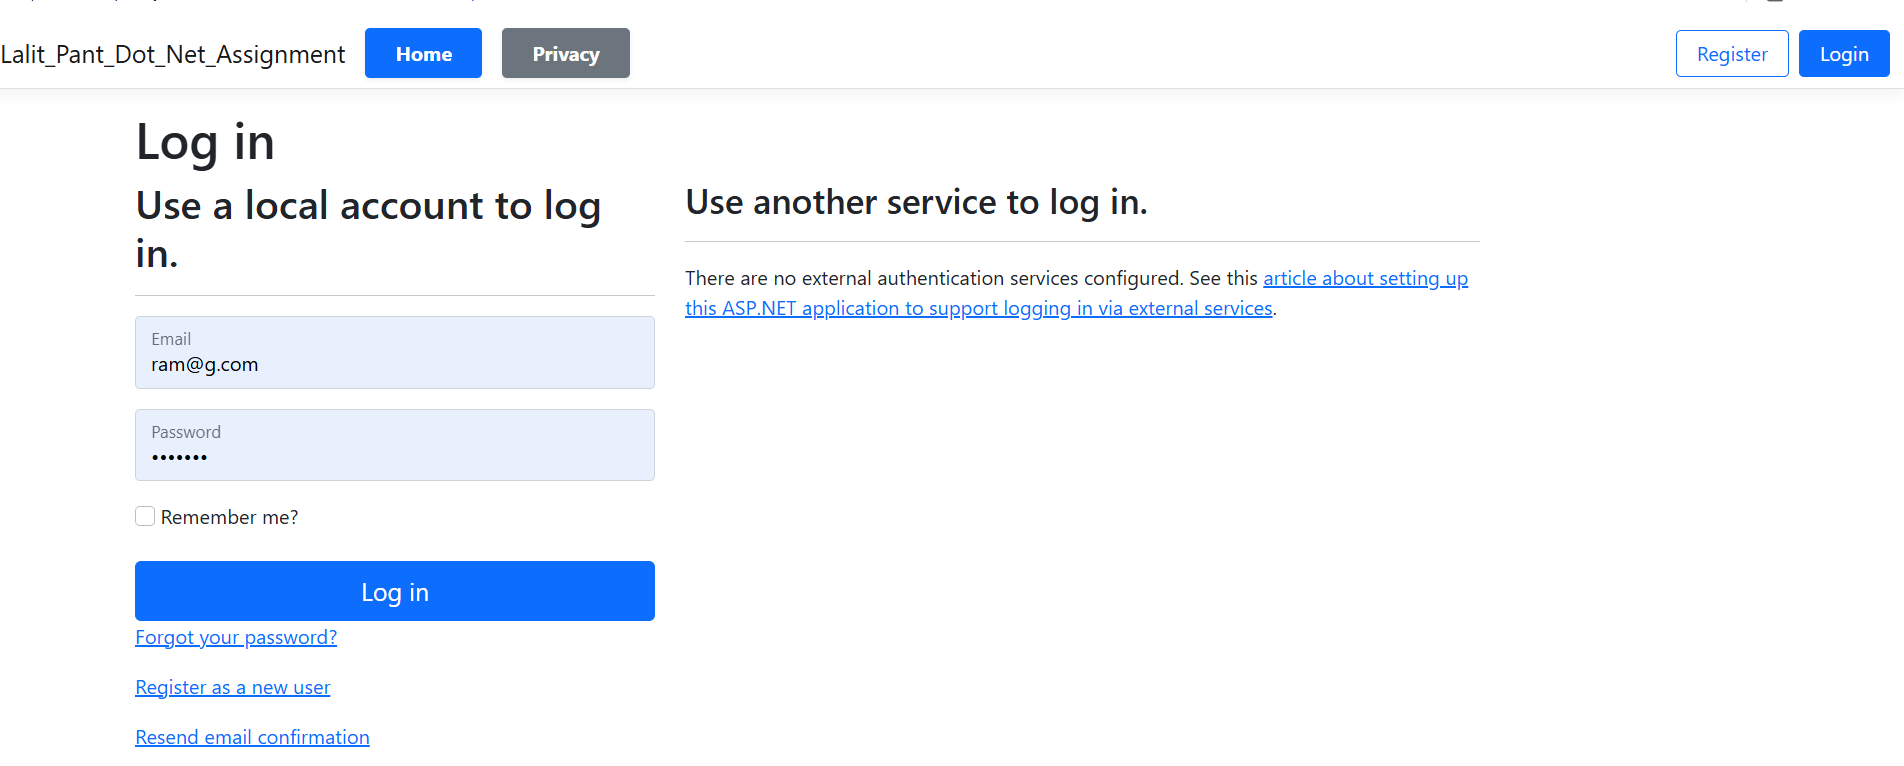 Lalit_Pant_Dot_Net_Assignment Home Privacy Register Login
Log in
Use a local account to log
in.
Email
ram@g.com
Password
•••••••
Remember me?
Log in
Forgot your password?
Register as a new user
Resend email confirmation
Use another service to log in.
There are no external authentication services configured. See this article about setting up
this ASP.NET application to support logging in via external services.